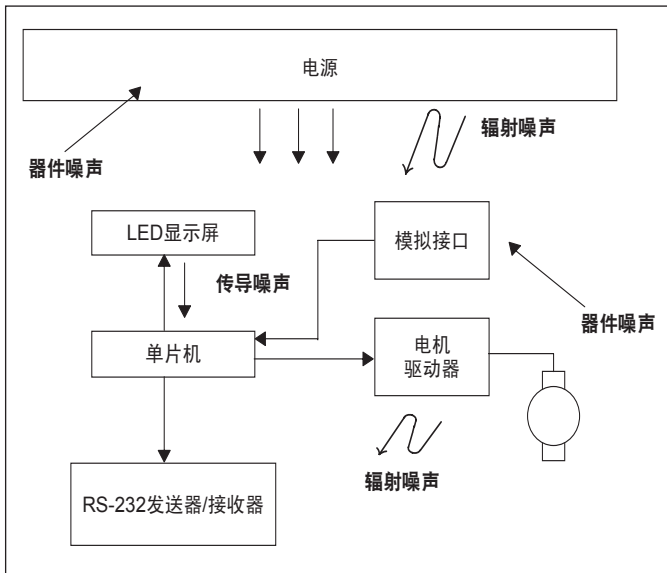 电源
辐射噪声
器件噪声
LED显示屏
模拟接口
传导噪声
器件噪声
单片机
电机
驱动器
辐射噪声
RS-232发送器/接收器